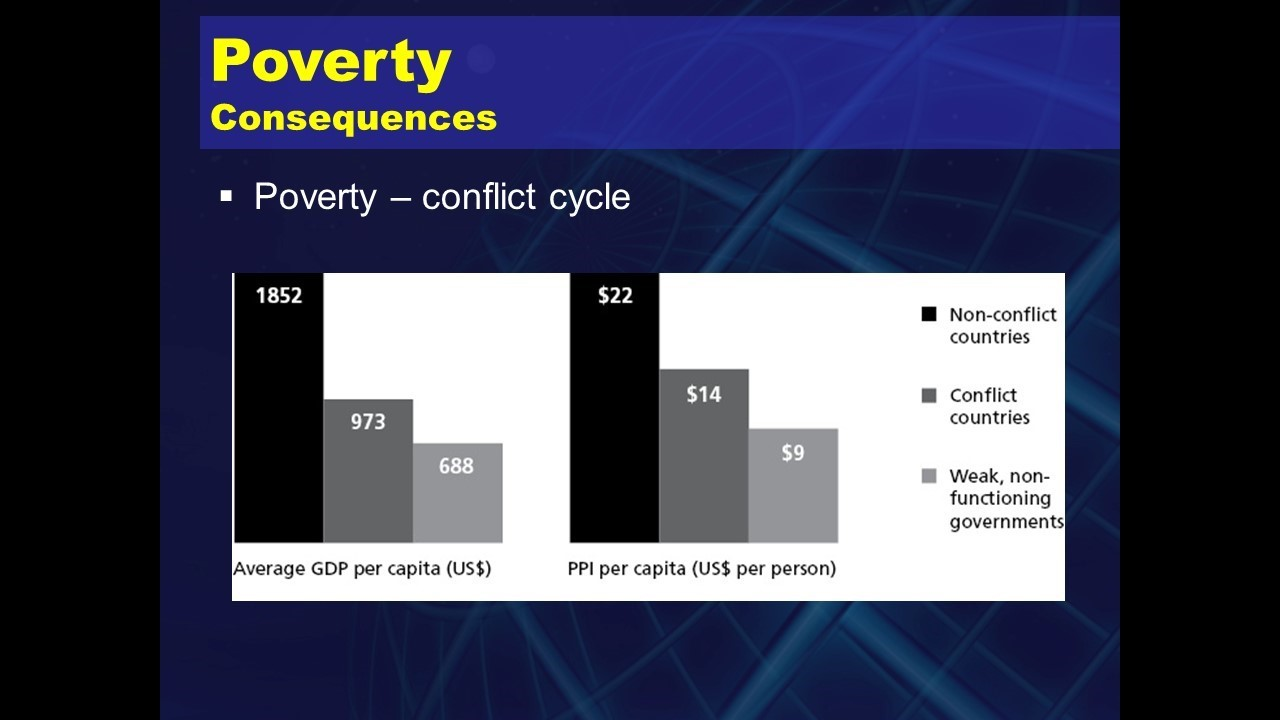 Poverty
Consequences
▪ Poverty – conflict cycle
1852
973
688
Average GDP per capita (US$)
$22
$14
$9
PPI per capita (US$ per person)
Non-conflict
countries
Conflict
countries
Weak, non-
functioning
governments